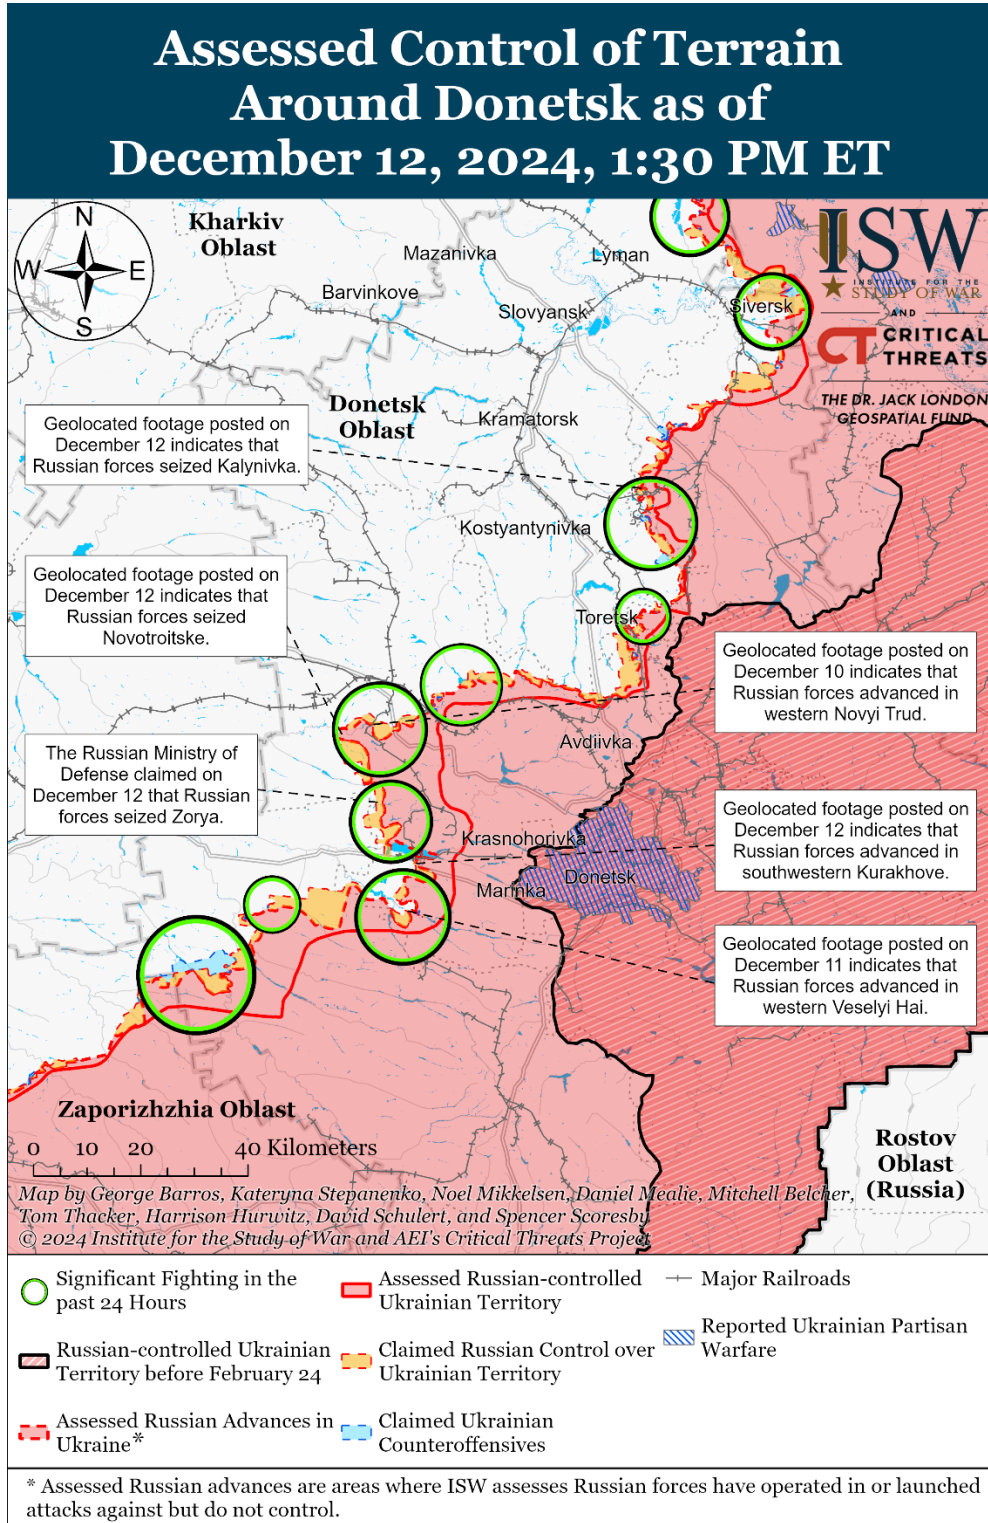 Assessed Control of Terrain
Around Donetsk as of
December 12, 2024, 1:30 PM ET
N
W
E
S
Kharkiv
Oblast
Mazanivka
Lyman
Barvinkove
Slovyansk
Siversk
ISW
INSTITUTE FOR THE
STUDY OF WAR
AND
CT CRITICAL
THREATS
THE DR. JACK LONDON
GEOSPATIAL FUND
Donetsk
Oblast
Kramatorsk
Geolocated footage posted on
December 12 indicates that
Russian forces seized Kalynivka.
Kostyantynivka
Geolocated footage posted on
December 12 indicates that
Russian forces seized
Novotroitske.
Toretsk
Geolocated footage posted on
December 10 indicates that
Russian forces advanced in
western Novyi Trud.
Avdiivka
The Russian Ministry of
Defense claimed on
December 12 that Russian
forces seized Zorya.
Geolocated footage posted on
December 12 indicates that
Russian forces advanced in
southwestern Kurakhove.
Krasnohorivka
Marinka
Donetsk
Geolocated footage posted on
December 11 indicates that
Russian forces advanced in
western Veselyi Hai.
Zaporizhzhia Oblast
0 10 20 40 Kilometers
Rostov
Oblast
(Russia)
Map by George Barros, Kateryna Stepanenko, Noel Mikkelsen, Daniel Mealie, Mitchell Belcher,
Tom Thacker, Harrison Hurwitz, David Schulert, and Spencer Scoresby
© 2024 Institute for the Study of War and AEI's Critical Threats Project
Significant Fighting in the
past 24 Hours
Russian-controlled Ukrainian
Territory before February 24
Assessed Russian Advances in
Ukraine*
Assessed Russian-controlled
Ukrainian Territory
Claimed Russian Control over
Ukrainian Territory
Claimed Ukrainian
Counteroffensives
Major Railroads
Reported Ukrainian Partisan
Warfare
* Assessed Russian advances are areas where ISW assesses Russian forces have operated in or launched
attacks against but do not control.